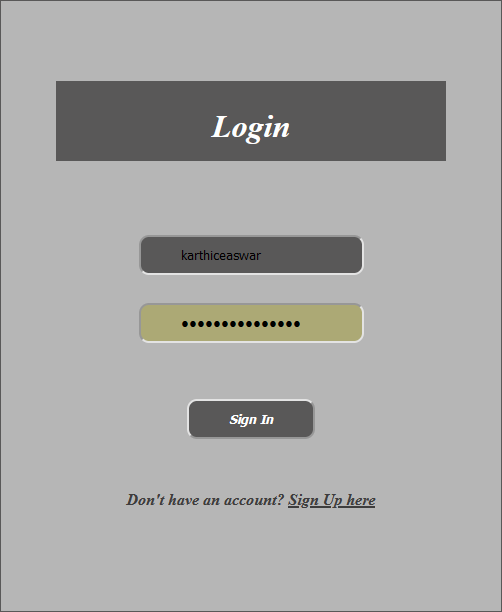 Login
karthiceaswar
●●●●●●●●●●●●●●●
Sign In
Don't have an account? Sign Up here